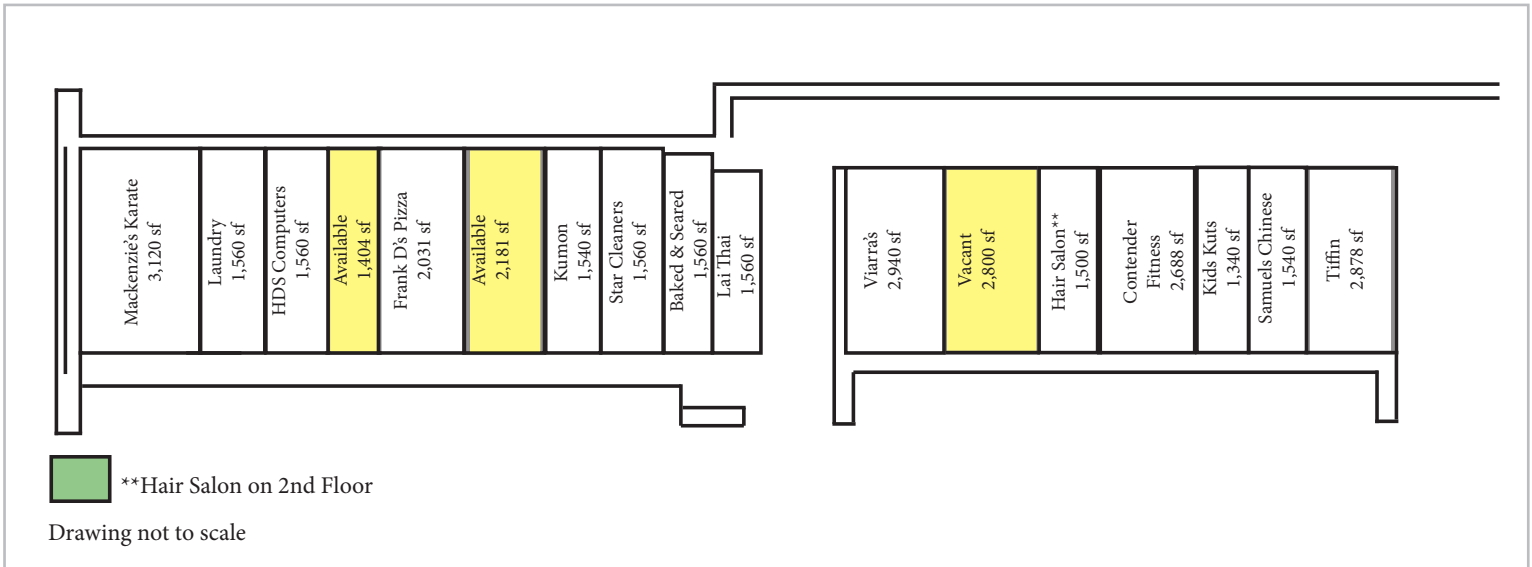 Mackenzie's Karate
3,120 sf
Laundry
1,560 sf
HDS Computers
1,560 sf
Available
1,404 sf
Frank D's Pizza
2,031 sf
Available
2,181 sf
Kumon
1,540 sf
Star Cleaners
1,560 sf
Baked & Seared
1,560 sf
Lai Thai
1,560 sf
Viarra's
2,940 sf
Vacant
2,800 sf
Hair Salon**
1,500 sf
Contender
Fitness
2,688 sf
Kids Kuts
1,340 sf
Samuels Chinese
1,540 sf
Tiffin
2,878 sf
**Hair Salon on 2nd Floor
Drawing not to scale